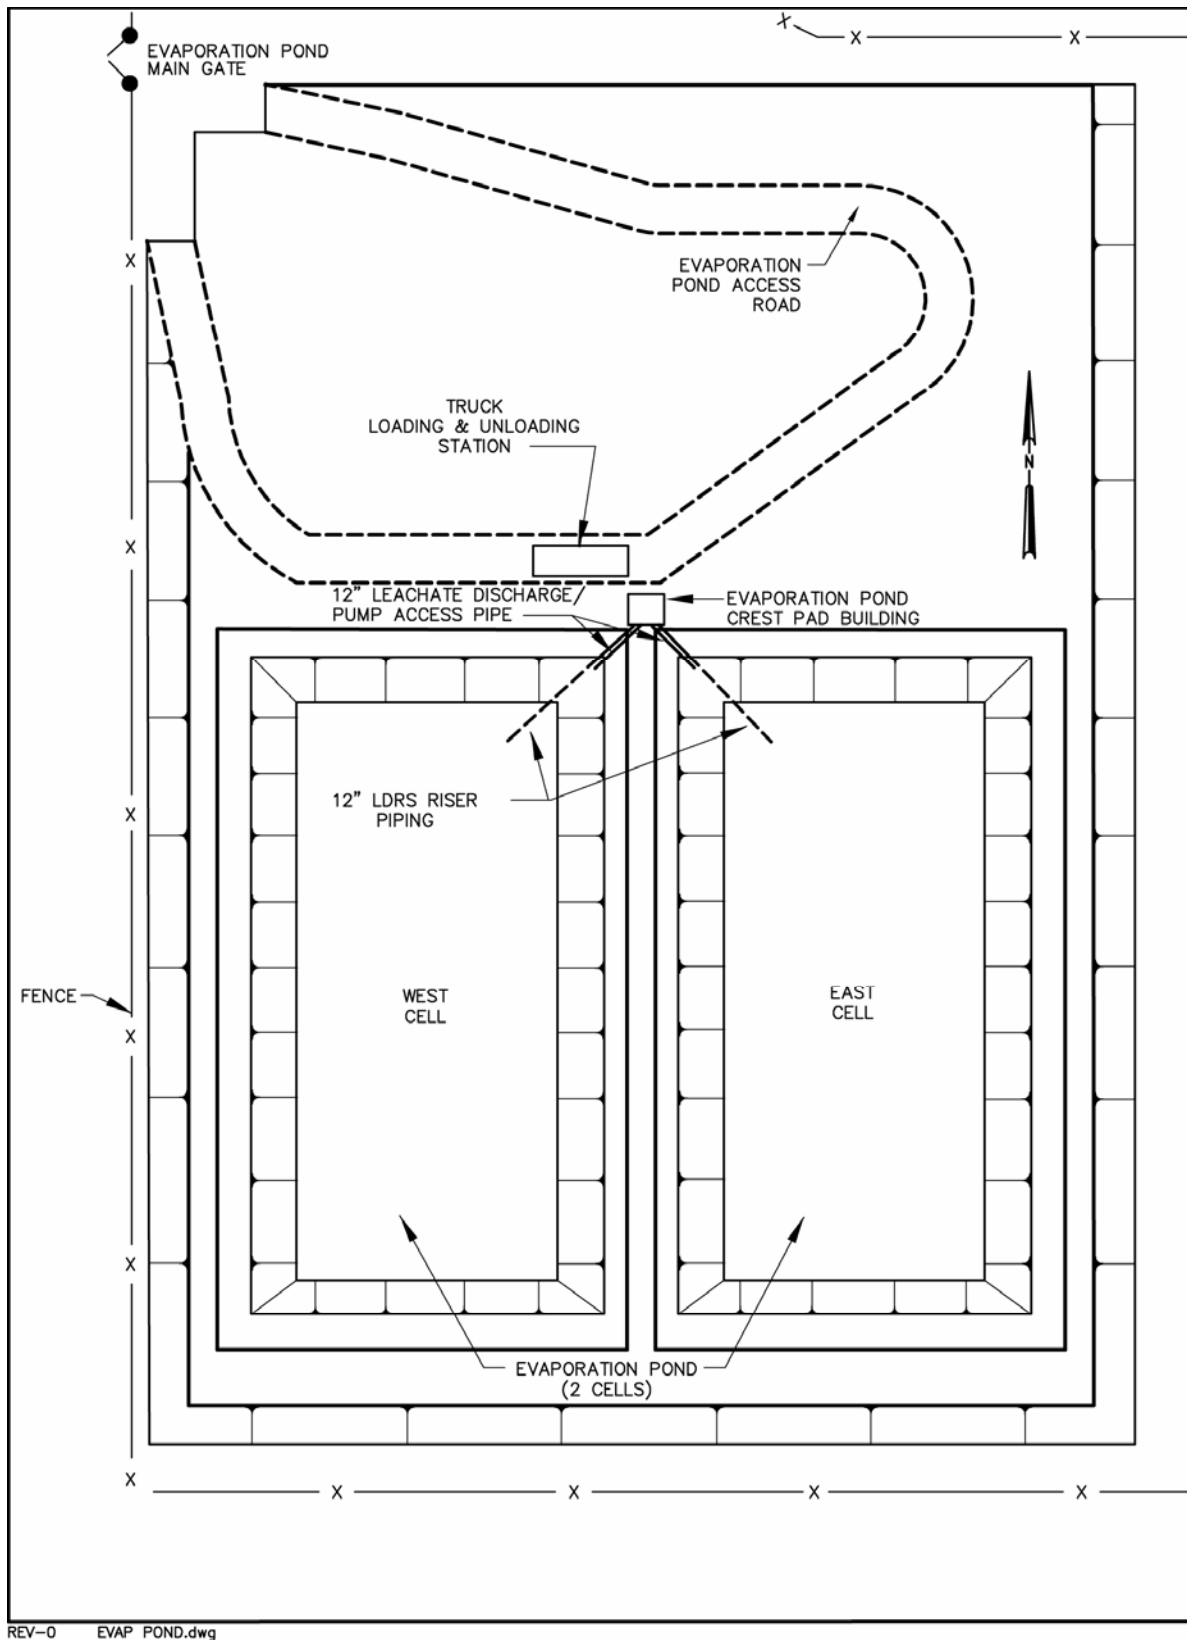 EVAPORATION POND
MAIN GATE
X
X
X
X
EVAPORATION
POND ACCESS
ROAD
TRUCK
LOADING & UNLOADING
STATION
N
X
12" LEACHATE DISCHARGE/
PUMP ACCESS PIPE
EVAPORATION POND
CREST PAD BUILDING
12" LDRS RISER
PIPING
X
FENCE
WEST
CELL
EAST
CELL
X
X
EVAPORATION POND
(2 CELLS)
X
X
X
X
X
REV-0 EVAP POND.dwg